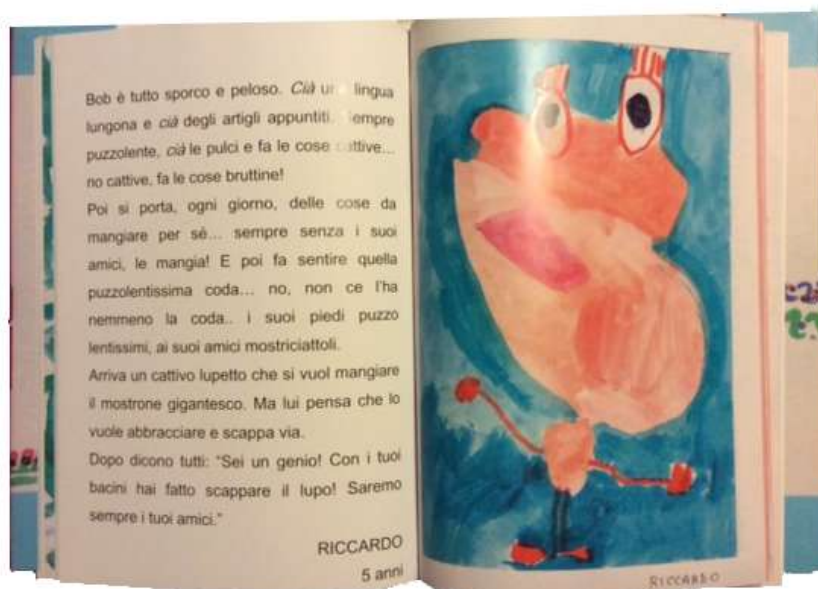 Bob è tutto sporco e peloso. Cià una lingua
lungona e cià degli artigli appuntiti. Sempre
puzzolente, cià le pulci e fa le cose cattive...
no cattive, fa le cose bruttine!
Poi si porta, ogni giorno, delle cose da
mangiare per sè... sempre senza i suoi
amici, le mangia! E poi fa sentire quella
puzzolentissima coda... no, non ce l'ha
nemmeno la coda.. i suoi piedi puzzo
lentissimi, ai suoi amici mostriciattoli.
Arriva un cattivo lupetto che si vuol mangiare
il mostrone gigantesco. Ma lui pensa che lo
vuole abbracciare e scappa via.
Dopo dicono tutti: "Sei un genio! Con i tuoi
bacini hai fatto scappare il lupo! Saremo
sempre i tuoi amici."
RICCARDO
5 anni
RICCARDO